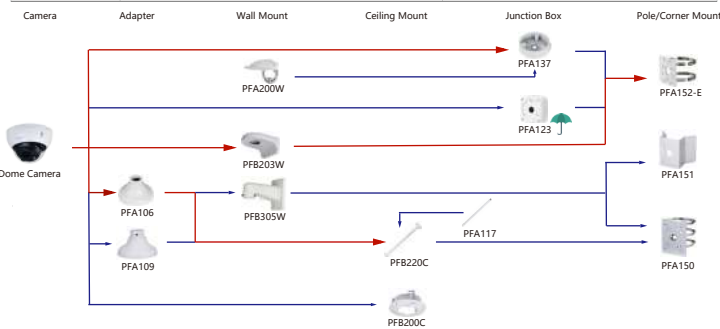 Camera Adapter Wall Mount Ceiling Mount Junction Box Pole/Corner Mount
PFA137
PFA200W
PFA152-E
PFA123
Dome Camera
PFB203W
PFA151
PFA106
PFB305W
PFA117
PFA109
PFB220C
PFA150
PFB200C